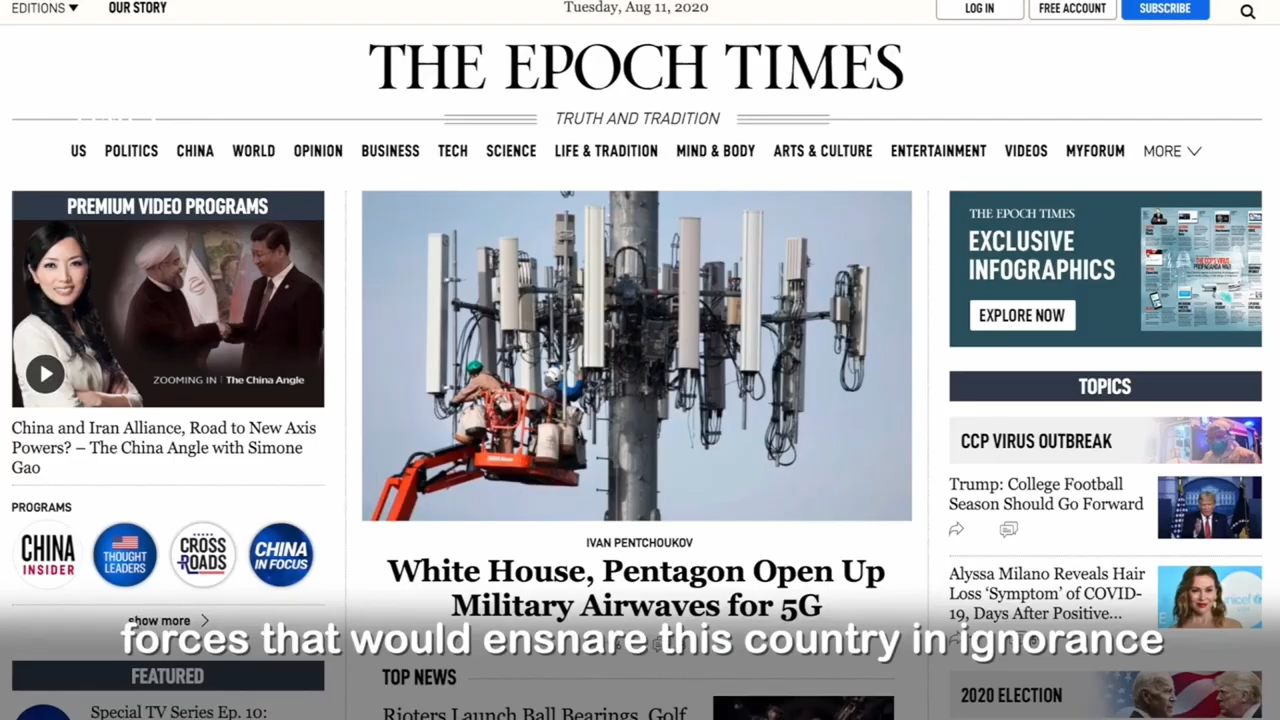 EDITIONS
OUR STORY
Tuesday, Aug 11, 2020
LOG IN
FREE ACCOUNT
SUBSCRIBE
THE EPOCH TIMES
TRUTH AND TRADITION
US
POLITICS
CHINA
WORLD
OPINION
BUSINESS
TECH
SCIENCE
LIFE & TRADITION
MIND & BODY
ARTS & CULTURE
ENTERTAINMENT
VIDEOS
MYFORUM
MORE
PREMIUM VIDEO PROGRAMS
ZOOMING IN | The China Angle
China and Iran Alliance, Road to New Axis
Powers? – The China Angle with Simone
Gao
PROGRAMS
CHINA
INSIDER
THOUGHT
LEADERS
CROSS
ROADS
CHINA
IN FOCUS
show more
FEATURED
Special TV Series Ep. 10:
IVAN PENTCHOUKOV
White House, Pentagon Open Up
Military Airwaves for 5G
TOP NEWS
Rioters Launch Ball Bearings, Golf
THE EPOCH TIMES
EXCLUSIVE
INFOGRAPHICS
EXPLORE NOW
TOPICS
CCP VIRUS OUTBREAK
Trump: College Football
Season Should Go Forward
Alyssa Milano Reveals Hair
Loss ‘Symptom’ of COVID-
19, Days After Positive...
2020 ELECTION
forces that would ensnare this country in ignorance